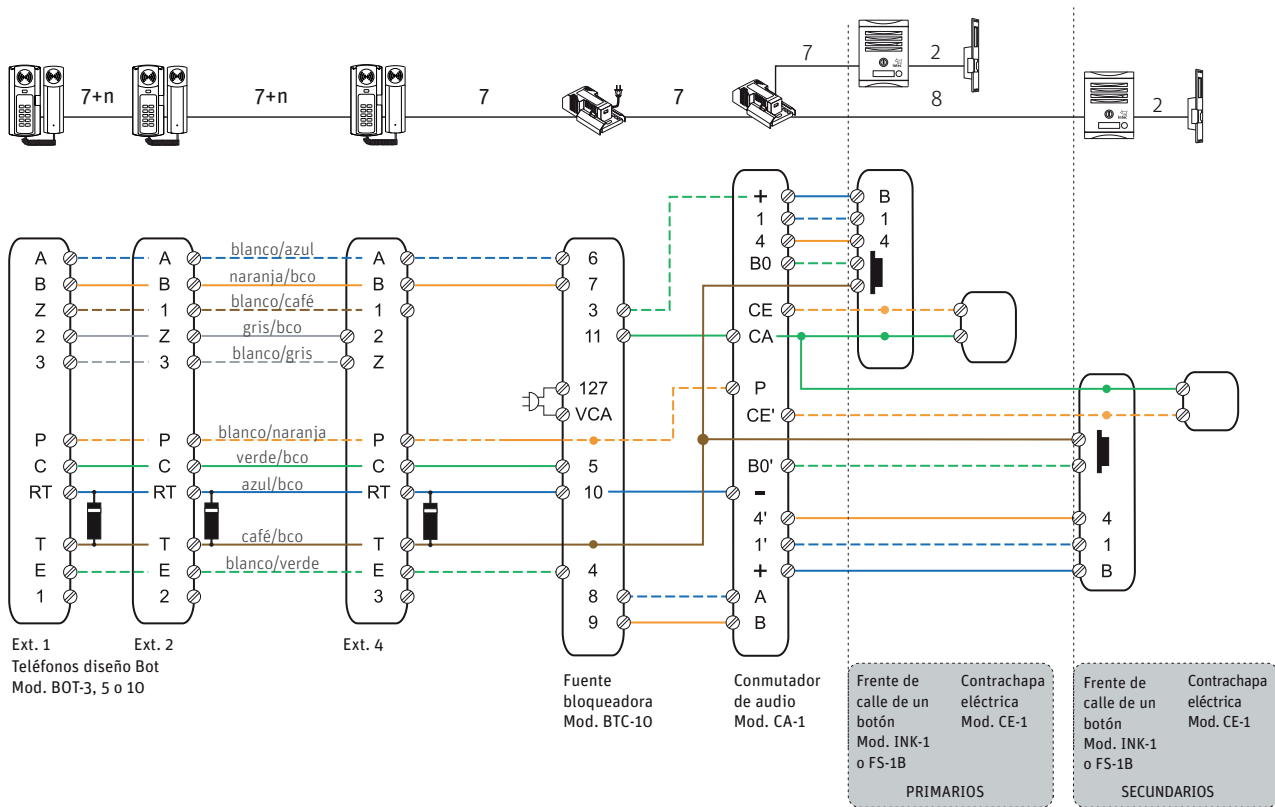 7+n
7+n
7
7
7
2
8
2
A
B
Z
2
3
P
C
RT
T
E
1
A
B
1
Z
3
P
C
RT
T
E
2
blanco/azul
naranja/bco
blanco/café
gris/bco
blanco/gris
blanco/naranja
verde/bco
azul/bco
café/bco
blanco/verde
A
B
1
2
Z
P
C
RT
T
E
3
6
7
3
11
127
VCA
5
10
4
8
9
+
1
4
B0
CE
CA
P
CE'
B0'
-
4'
1'
+
A
B
B
1
4
4
1
B
Ext. 1
Teléfonos diseño Bot
Mod. BOT-3, 5 o 10
Ext. 2
Ext. 4
Fuente
bloqueadora
Mod. BTC-10
Conmutador
de audio
Mod. CA-1
Frente de
calle de un
botón
Mod. INK-1
o FS-1B
Contrachapa
eléctrica
Mod. CE-1
PRIMARIOS
Frente de
calle de un
botón
Mod. INK-1
o FS-1B
Contrachapa
eléctrica
Mod. CE-1
SECUNDARIOS